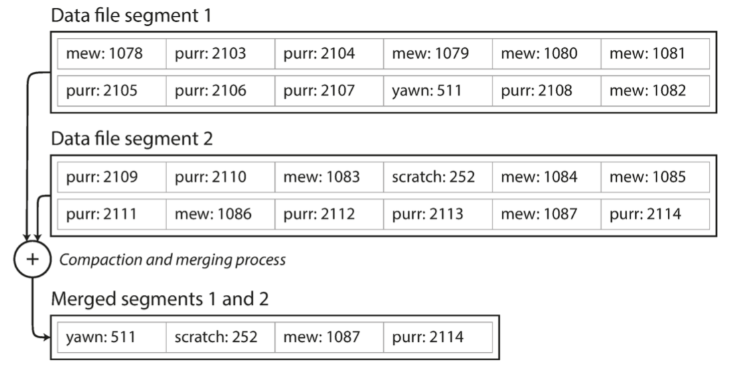 Data file segment 1
mew: 1078 purr: 2103 purr: 2104 mew: 1079 mew: 1080 mew: 1081
purr: 2105 purr: 2106 purr: 2107 yawn: 511 purr: 2108 mew: 1082
Data file segment 2
purr: 2109 purr: 2110 mew: 1083 scratch: 252 mew: 1084 mew: 1085
purr: 2111 mew: 1086 purr: 2112 purr: 2113 mew: 1087 purr: 2114
+ Compaction and merging process
Merged segments 1 and 2
yawn: 511 scratch: 252 mew: 1087 purr: 2114